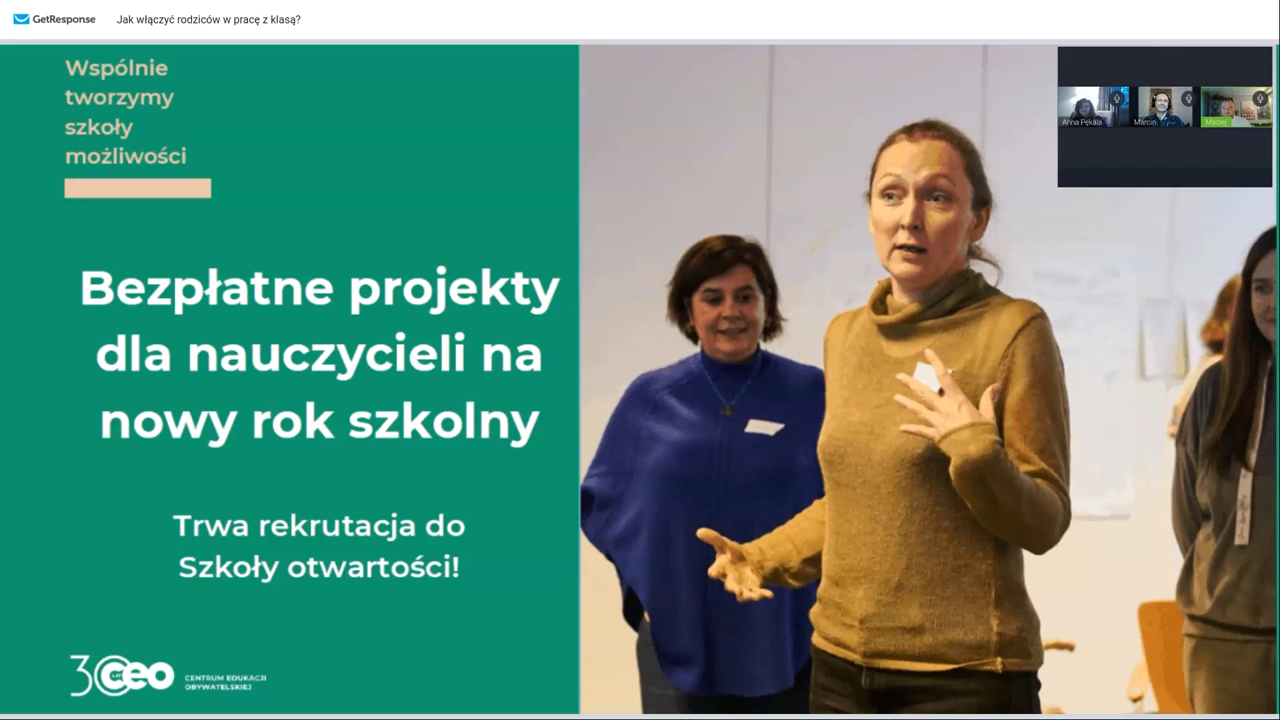 GetResponse
Jak włączyć rodziców w pracę z klasą?
Wspólnie
tworzymy
szkoły
możliwości
Bezpłatne projekty
dla nauczycieli na
nowy rok szkolny
Trwa rekrutacja do
Szkoły otwartości!
30 ceo
CENTRUM EDUKACJI
OBYWATELSKIEJ
Anna Pękala
Marcin
Maciej